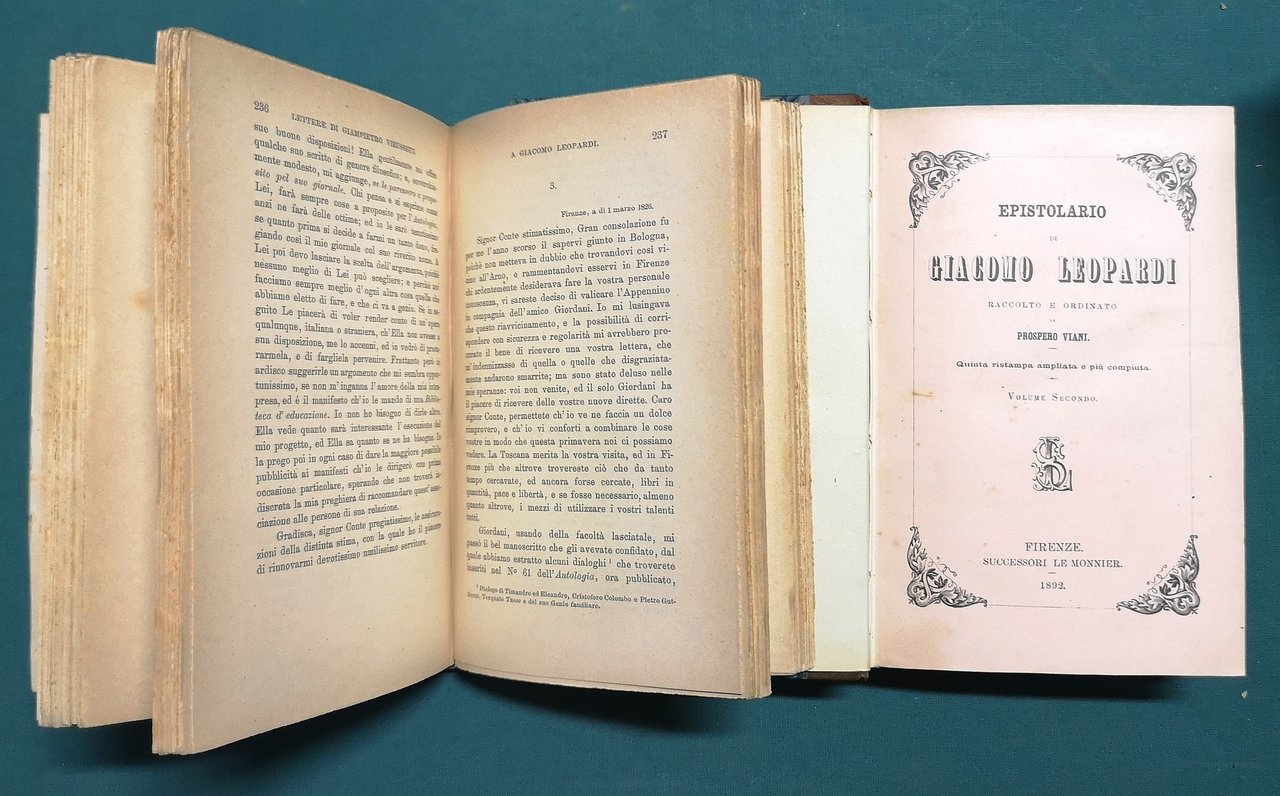 236
LETTERE DI GIAMPIETRO VIEUSSEUX
sue buone disposizioni! Ella gentilmente mi offre
qualche suo scritto di genere filosofico; e, soverchia-
mente modesto, mi aggiunge, se le paressero a propo-
sito pel suo giornale. Chi pensa e si esprime come
Lei, farà sempre cose a proposito per l'Antologia,
anzi ne farà delle ottime; ed io le sarò tenutissimo
se quanto prima si decide a farmi un tanto dono, fre-
giando così il mio giornale col suo riverito nome. A
Lei poi devo lasciare la scelta dell'argomento, poichè
nessuno meglio di Lei può scegliere; e perchè noi
facciamo sempre meglio d'ogni altra cosa quella che
abbiamo eletto di fare, e che ci va a genio. Se in se-
guito Le piacerà di voler render conto di un'opera
qualunque, italiana o straniera, ch'Ella non avesse a
sua disposizione, me lo accenni, ed io vedrò di procu-
rarmela, e di fargliela pervenire. Frattanto però io
ardisco suggerirle un argomento che mi sembra oppor-
tunissimo, se non m'inganna l'amore della mia intra-
presa, ed è il manifesto ch'io le mando di una Biblio-
teca d'educazione. Io non ho bisogno di dirle altro.
Ella vede quanto sarà interessante l'esecuzione del
mio progetto, ed Ella sa quanto se ne ha bisogno. Io
la prego poi in ogni caso di dare la maggiore possibile
pubblicità ai manifesti ch'io le dirigerò con prima
occasione particolare, sperando che non troverà in-
discreta la mia preghiera di raccomandare quest'asso-
ciazione alle persone di sua relazione.
Gradisca, signor Conte pregiatissimo, le assicura-
zioni della distinta stima, con la quale ho il piacere
di rinnovarmi devotissimo umilissimo servitore.
237
A GIACOMO LEOPARDI.
3.
Firenze, a dì 1 marzo 1826.
Signor Conte stimatissimo, Gran consolazione fu
per me l'anno scorso il sapervi giunto in Bologna,
poichè non metteva in dubbio che trovandovi così vi-
cino all'Arno, e rammentandovi esservi in Firenze
chi ardentemente desiderava fare la vostra personale
conoscenza, vi sareste deciso di valicare l'Appennino
in compagnia dell'amico Giordani. Io mi lusingava
che questo riavvicinamento, e la possibilità di corri-
spondere con sicurezza e regolarità mi avrebbero pro-
curato il bene di ricevere una vostra lettera, che
m'indennizzasse di quella o quelle che disgraziata-
mente andarono smarrite; ma sono stato deluso nelle
mie speranze: voi non venite, ed il solo Giordani ha
il piacere di ricevere delle vostre nuove dirette. Caro
signor Conte, permettete ch'io ve ne faccia un dolce
rimprovero, e ch'io vi conforti a combinare le cose
vostre in modo che questa primavera noi ci possiamo
vedere. La Toscana merita la vostra visita, ed in Fi-
renze più che altrove trovereste ciò che da tanto
tempo cercavate, ed ancora forse cercate, libri in
quantità, pace e libertà, e se fosse necessario, almeno
quanto altrove, i mezzi di utilizzare i vostri talenti
tutti.
Giordani, usando della facoltà lasciatale, mi
passò il bel manoscritto che gli avevate confidato, dal
quale abbiamo estratto alcuni dialoghi ¹ che troverete
inseriti nel Nº 61 dell'Antologia, ora pubblicato,
¹ Dialogo di Timandro ed Eleandro, Cristoforo Colombo e Pietro Gut-
ierez, Torquato Tasso e del suo Genio familiare.
EPISTOLARIO
DI
GIACOMO LEOPARDI
RACCOLTO E ORDINATO
DA
PROSPERO VIANI.
Quinta ristampa ampliata e più compiuta.
VOLUME SECONDO.
FIRENZE.
SUCCESSORI LE MONNIER.
1892.